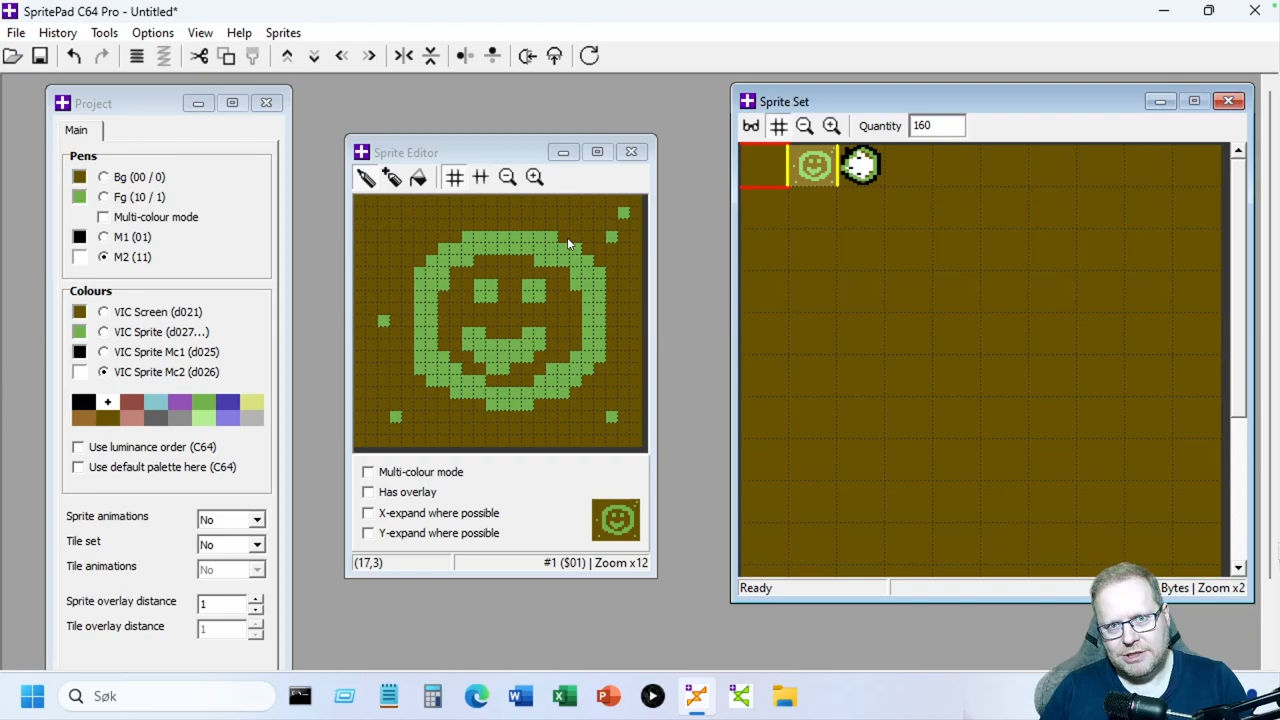 SpritePad C64 Pro - Untitled*
File History Tools Options View Help Sprites
Project
Main
Pens
Bg (00 / 0)
Fg (10 / 1)
Multi-colour mode
M1 (01)
M2 (11)
Colours
VIC Screen (d021)
VIC Sprite (d027...)
VIC Sprite Mc1 (d025)
VIC Sprite Mc2 (d026)
Use luminance order (C64)
Use default palette here (C64)
Sprite animations No
Tile set No
Tile animations No
Sprite overlay distance 1
Tile overlay distance 1
Sprite Editor
Multi-colour mode
Has overlay
X-expand where possible
Y-expand where possible
(17,3) #1 ($01) | Zoom x12
Sprite Set
Quantity 160
Ready Bytes | Zoom x2
Søk